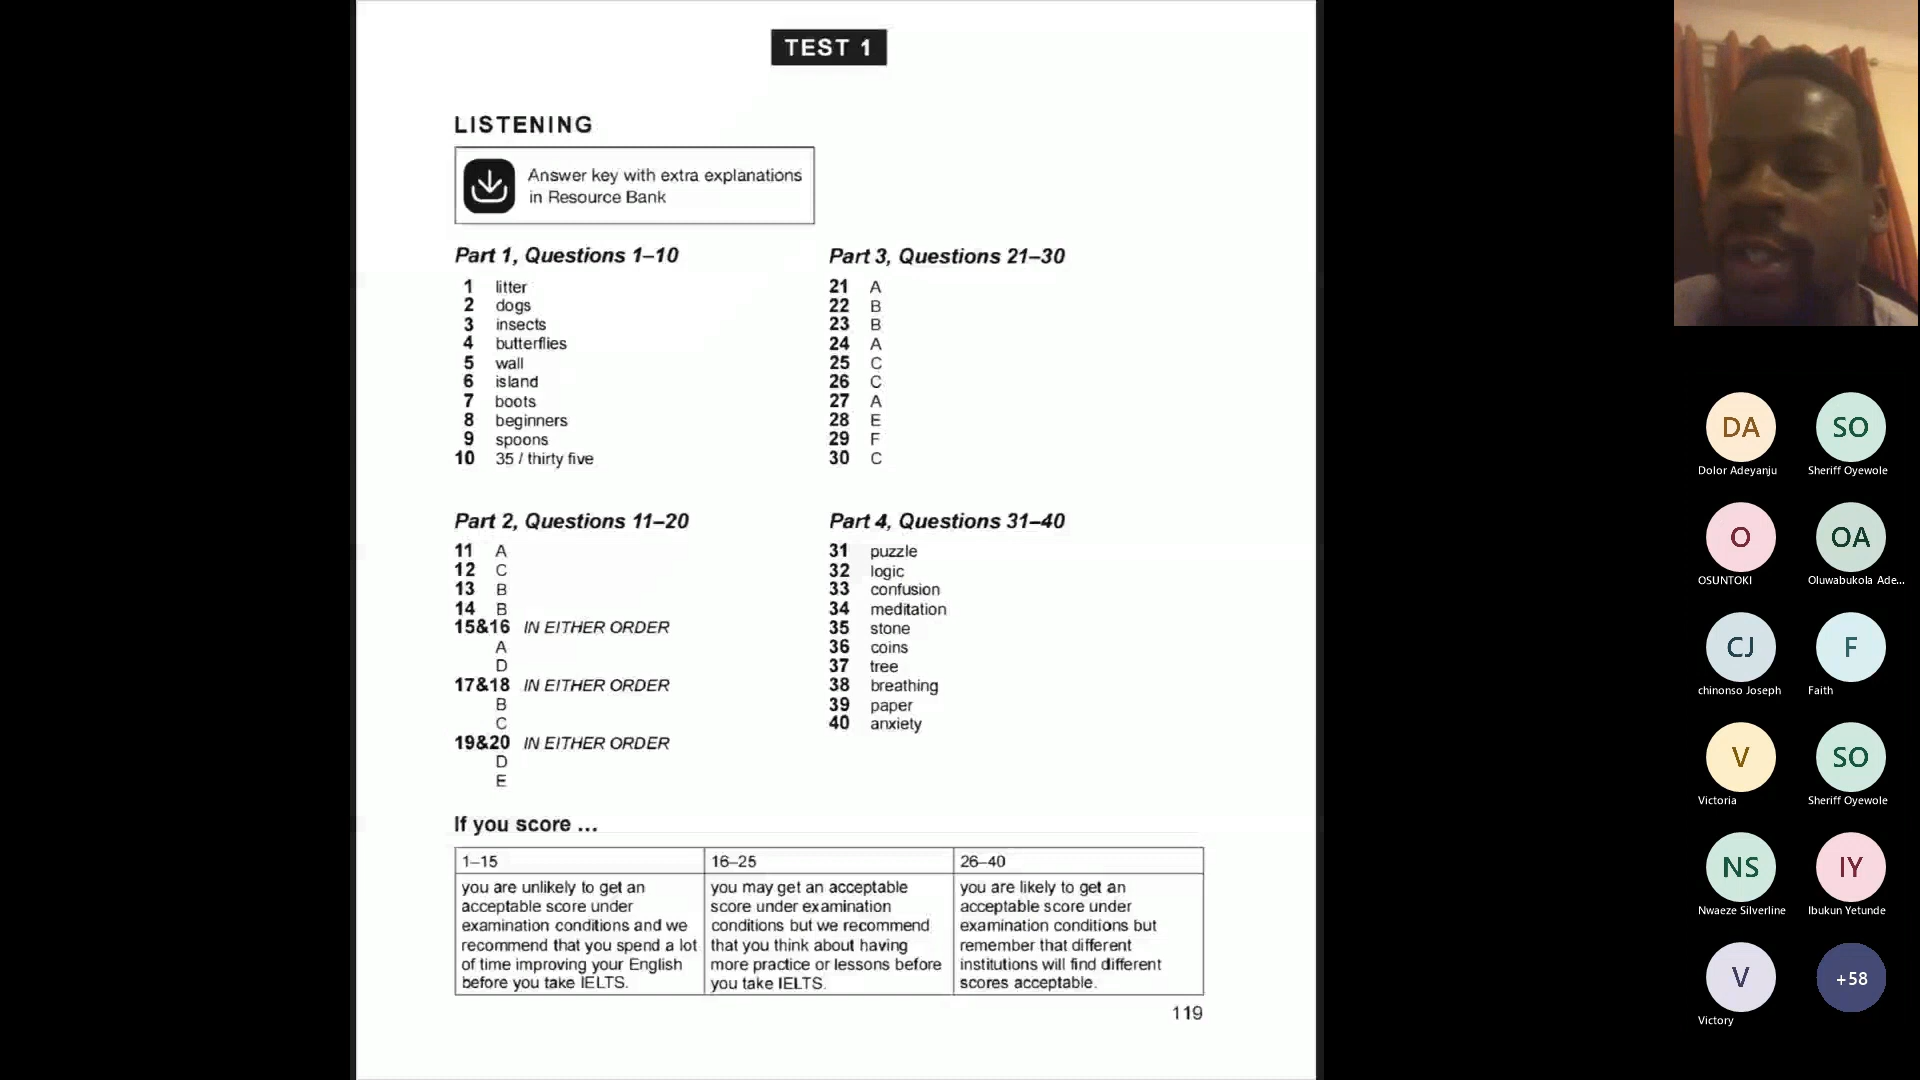 TEST 1
LISTENING
Answer key with extra explanations
in Resource Bank
Part 1, Questions 1–10
1 litter
2 dogs
3 insects
4 butterflies
5 wall
6 island
7 boots
8 beginners
9 spoons
10 35 / thirty five
Part 2, Questions 11–20
11 A
12 C
13 B
14 B
15&16 IN EITHER ORDER
A
D
17&18 IN EITHER ORDER
B
C
19&20 IN EITHER ORDER
D
E
Part 3, Questions 21–30
21 A
22 B
23 B
24 A
25 C
26 C
27 A
28 E
29 F
30 C
Part 4, Questions 31–40
31 puzzle
32 logic
33 confusion
34 meditation
35 stone
36 coins
37 tree
38 breathing
39 paper
40 anxiety
If you score ...
1–15
you are unlikely to get an
acceptable score under
examination conditions and we
recommend that you spend a lot
of time improving your English
before you take IELTS.
16–25
you may get an acceptable
score under examination
conditions but we recommend
that you think about having
more practice or lessons before
you take IELTS.
26–40
you are likely to get an
acceptable score under
examination conditions but
remember that different
institutions will find different
scores acceptable.
119
DA
Dolor Adeyanju
SO
Sheriff Oyewole
O
OSUNTOKI
OA
Oluwabukola Ade...
CJ
chinonso Joseph
F
Faith
V
Victoria
SO
Sheriff Oyewole
NS
Nwaeze Silverline
IY
Ibukun Yetunde
V
Victory
+58